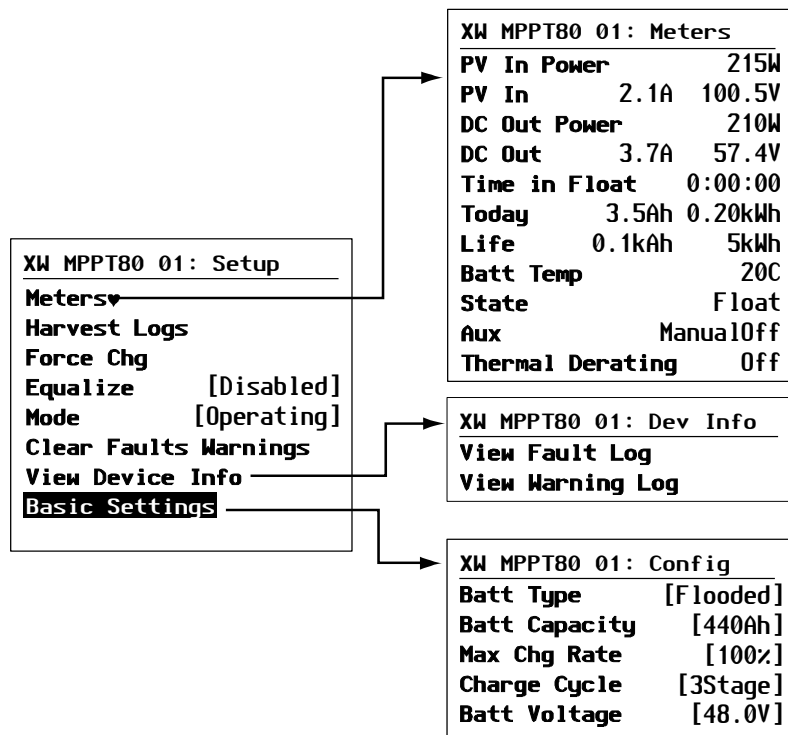 XW MPPT80 01: Setup
Meters♥
Harvest Logs
Force Chg
Equalize [Disabled]
Mode [Operating]
Clear Faults Warnings
View Device Info
Basic Settings
XW MPPT80 01: Meters
PV In Power 215W
PV In 2.1A 100.5V
DC Out Power 210W
DC Out 3.7A 57.4V
Time in Float 0:00:00
Today 3.5Ah 0.20kWh
Life 0.1kAh 5kWh
Batt Temp 20C
State Float
Aux ManualOff
Thermal Derating Off
XW MPPT80 01: Dev Info
View Fault Log
View Warning Log
XW MPPT80 01: Config
Batt Type [Flooded]
Batt Capacity [440Ah]
Max Chg Rate [100%]
Charge Cycle [3Stage]
Batt Voltage [48.0V]